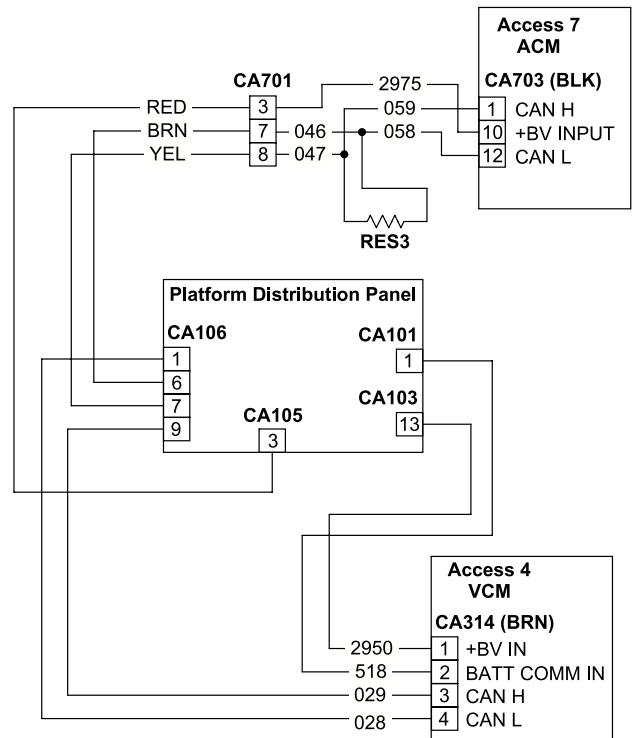 Access 7
ACM
CA701
CA703 (BLK)
2975
RED 3
059 1 CAN H
BRN 7 046 058 10 +BV INPUT
YEL 8 047 12 CAN L
RES3
Platform Distribution Panel
CA106
CA101
1
1
6
CA103
7
CA105
9
13
3
Access 4
VCM
CA314 (BRN)
2950 1 +BV IN
518 2 BATT COMM IN
029 3 CAN H
028 4 CAN L